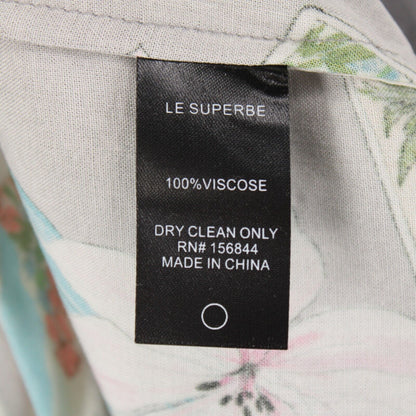 LE SUPERBE
100%VISCOSE
DRY CLEAN ONLY
RN# 156844
MADE IN CHINA